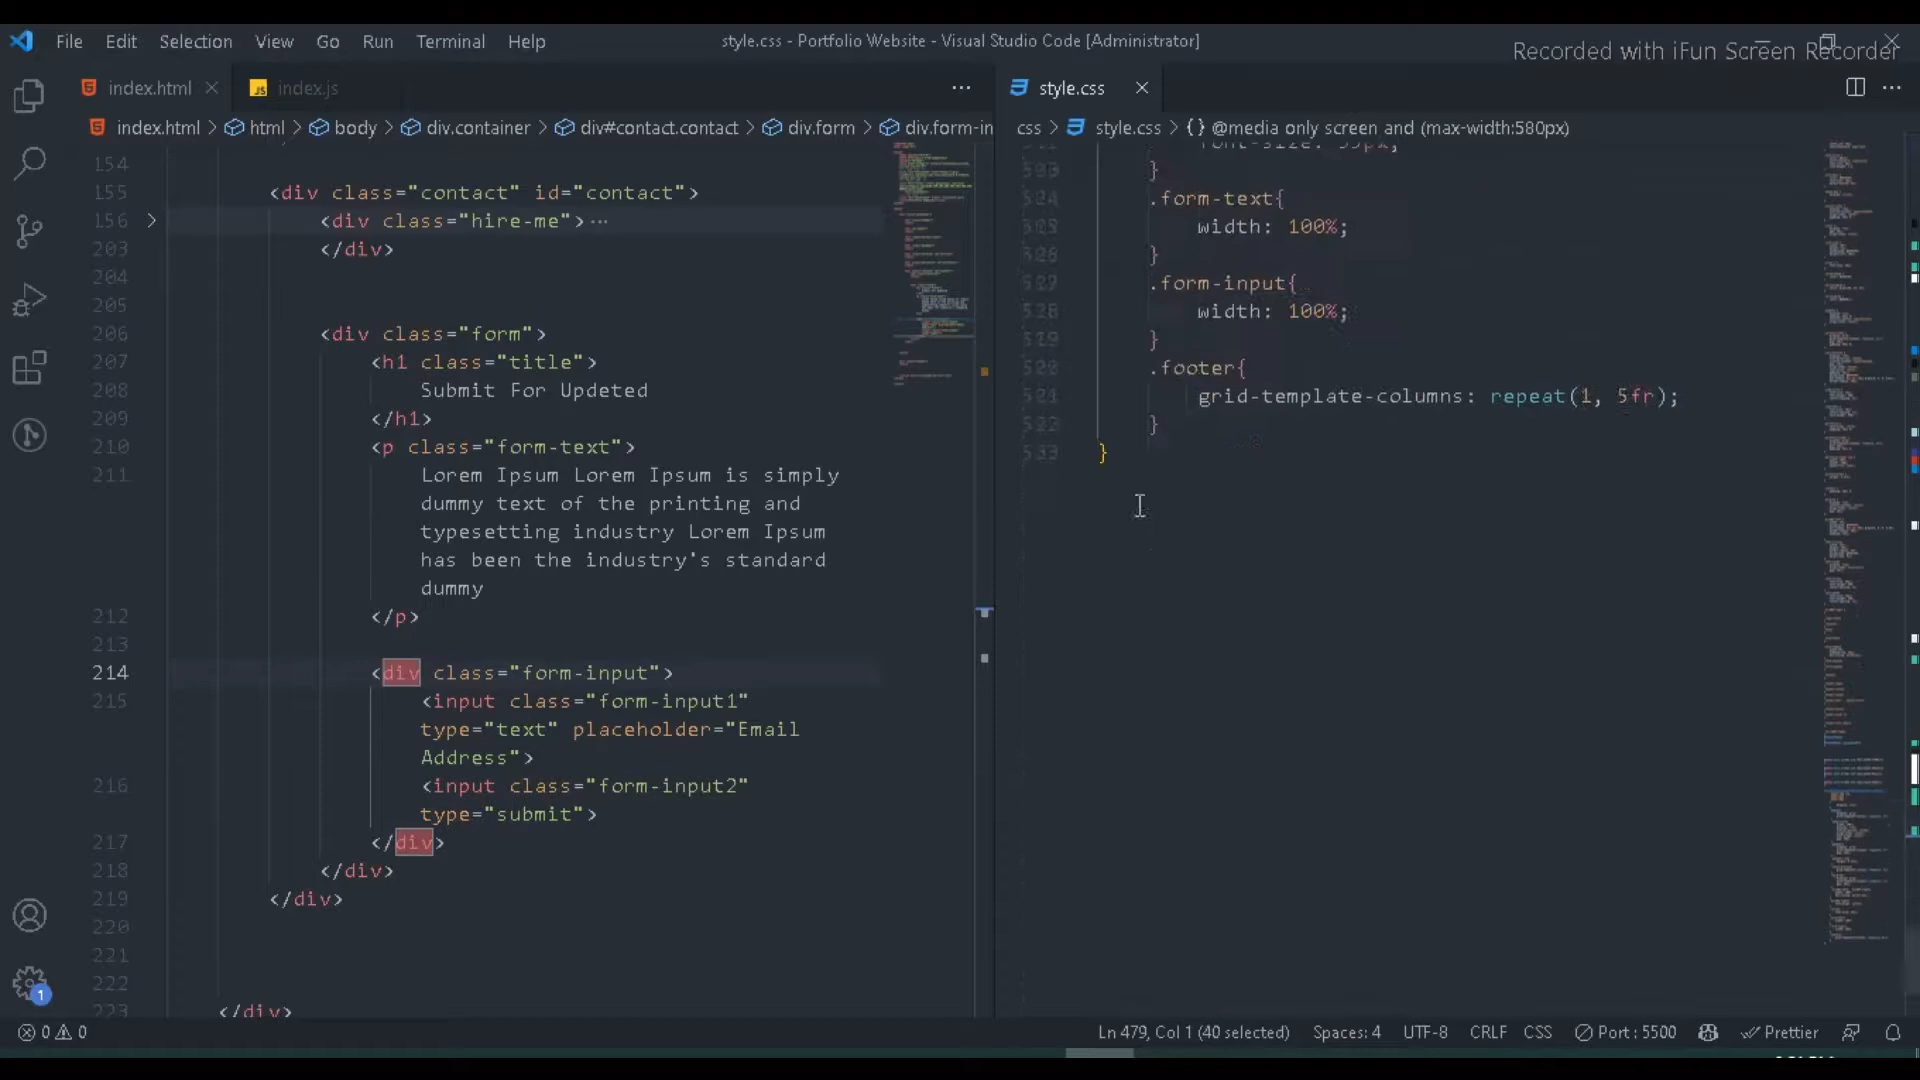 File Edit Selection View Go Run Terminal Help
style.css - Portfolio Website - Visual Studio Code [Administrator]
Recorded with iFun Screen Recorder
index.html
index.js
style.css
index.html > html > body > div.container > div#contact.contact > div.form > div.form-in
css > style.css > {} @media only screen and (max-width:580px)
154
155 <div class="contact" id="contact">
156 <div class="hire-me">
203 </div>
204
205
206 <div class="form">
207 <h1 class="title">
208 Submit For Updeted
209 </h1>
210 <p class="form-text">
211 Lorem Ipsum Lorem Ipsum is simply
dummy text of the printing and
typesetting industry Lorem Ipsum
has been the industry's standard
dummy
212 </p>
213
214 <div class="form-input">
215 <input class="form-input1"
type="text" placeholder="Email
Address">
216 <input class="form-input2"
type="submit">
217 </div>
218 </div>
219 </div>
220
221
222
223 </div>
}
.form-text{
width: 100%;
}
.form-input{
width: 100%;
}
.footer{
grid-template-columns: repeat(1, 5fr);
}
}
1
0 0
Ln 479, Col 1 (40 selected) Spaces: 4 UTF-8 CRLF CSS Port : 5500 Prettier